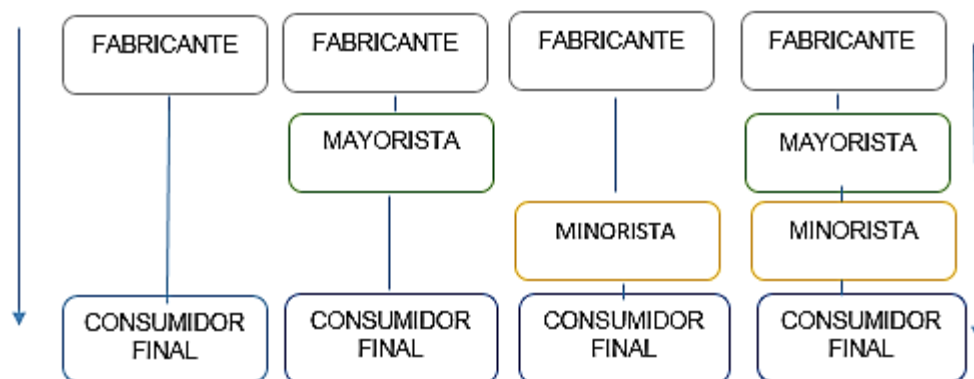 FABRICANTE
FABRICANTE
FABRICANTE
FABRICANTE
MAYORISTA
MAYORISTA
MINORISTA
MINORISTA
CONSUMIDOR
FINAL
CONSUMIDOR
FINAL
CONSUMIDOR
FINAL
CONSUMIDOR
FINAL